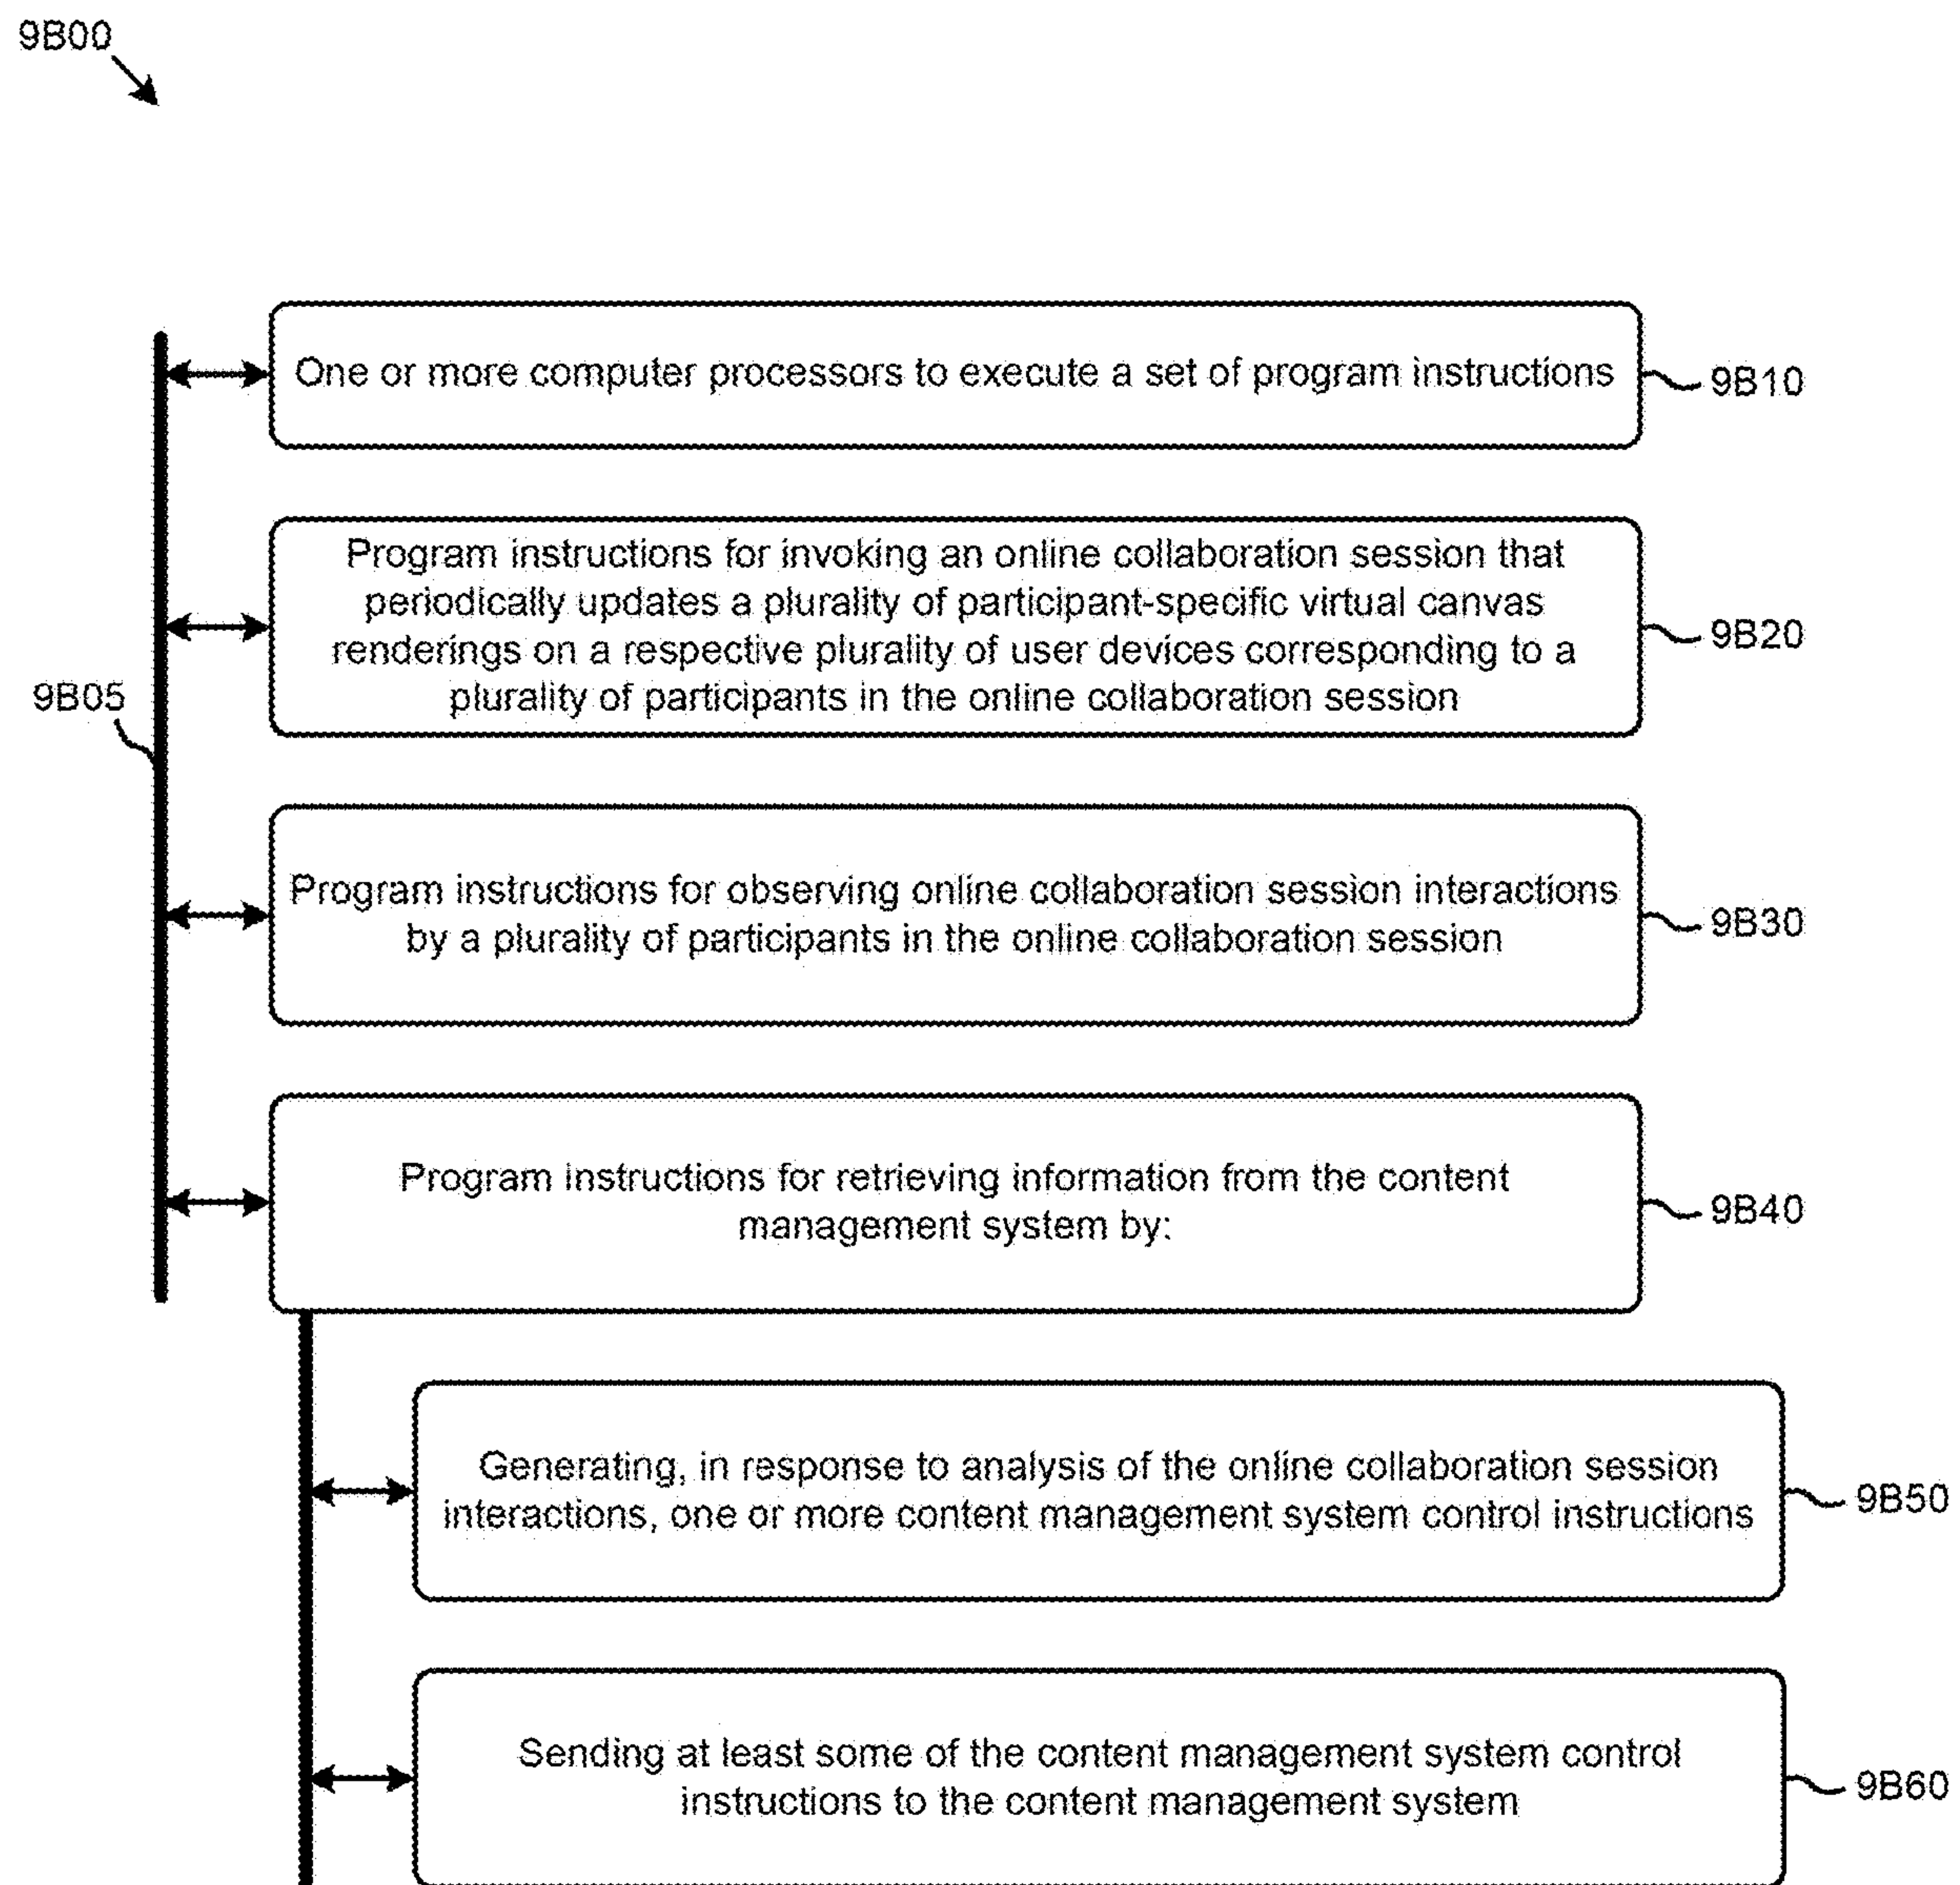 9B00
One or more computer processors to execute a set of program instructions
9B10
Program instructions for invoking an online collaboration session that
periodically updates a plurality of participant-specific virtual canvas
renderings on a respective plurality of user devices corresponding to a
plurality of participants in the online collaboration session
9B20
9B05
Program instructions for observing online collaboration session interactions
by a plurality of participants in the online collaboration session
9B30
Program instructions for retrieving information from the content
management system by:
9B40
Generating, in response to analysis of the online collaboration session
interactions, one or more content management system control instructions
9B50
Sending at least some of the content management system control
instructions to the content management system
9B60